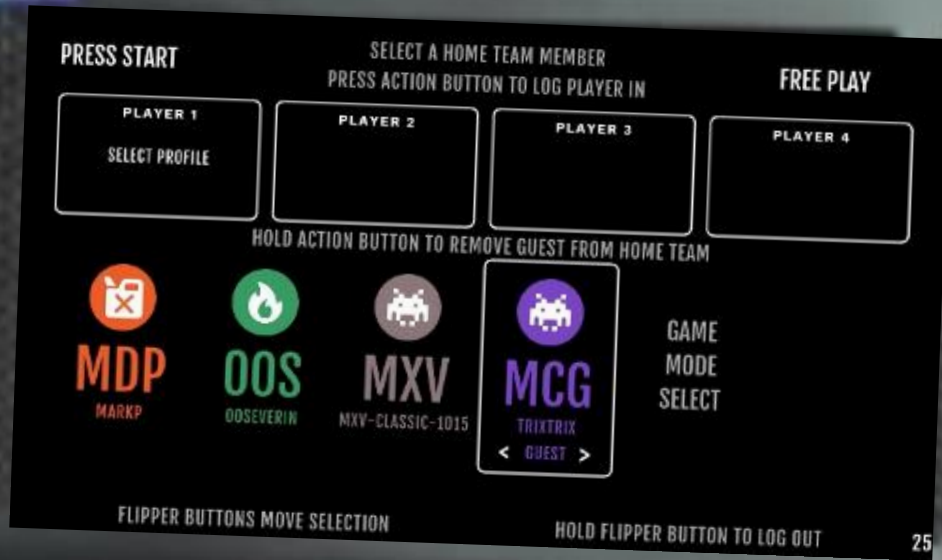 PRESS START
SELECT A HOME TEAM MEMBER
PRESS ACTION BUTTON TO LOG PLAYER IN
FREE PLAY
PLAYER 1
SELECT PROFILE
PLAYER 2
PLAYER 3
PLAYER 4
HOLD ACTION BUTTON TO REMOVE GUEST FROM HOME TEAM
MDP
MARKP
OOS
OOSEVERIN
MXV
MXV-CLASSIC-1015
MCG
TRIXTRIX
< GUEST >
GAME
MODE
SELECT
FLIPPER BUTTONS MOVE SELECTION
HOLD FLIPPER BUTTON TO LOG OUT
25